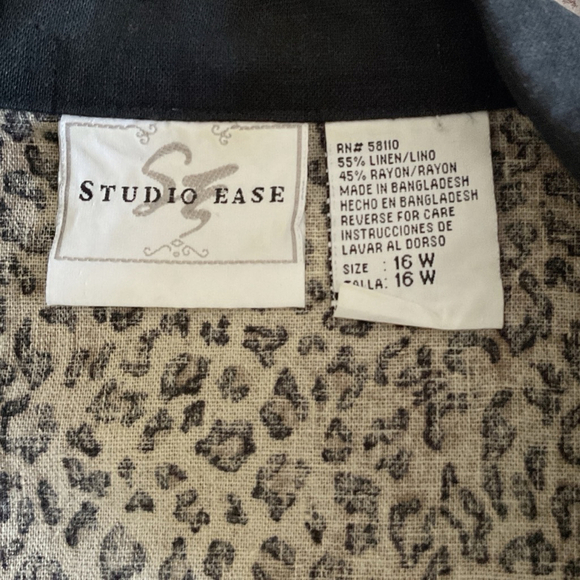 STUDIO EASE
RN# 58110
55% LINEN/LINO
45% RAYON/RAYON
MADE IN BANGLADESH
HECHO EN BANGLADESH
REVERSE FOR CARE
INSTRUCCIONES DE
LAVAR AL DORSO
SIZE : 16 W
TALLA: 16 W